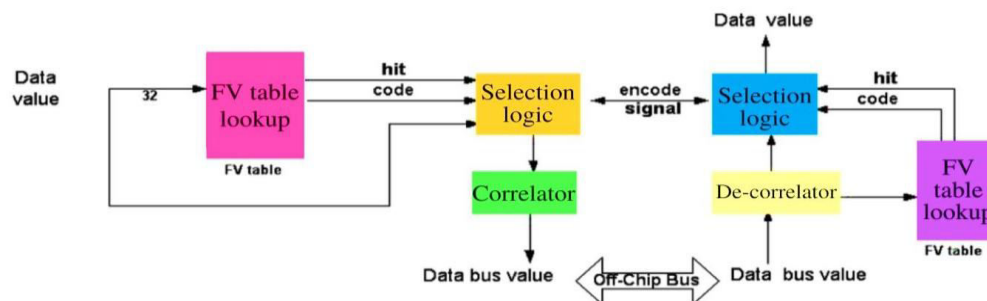 Data value
Data
value
32
FV table
lookup
FV table
hit
code
Selection
logic
encode
signal
Selection
logic
hit
code
Correlator
De-correlator
FV
table
lookup
FV table
Data bus value
Off-Chip Bus
Data bus value